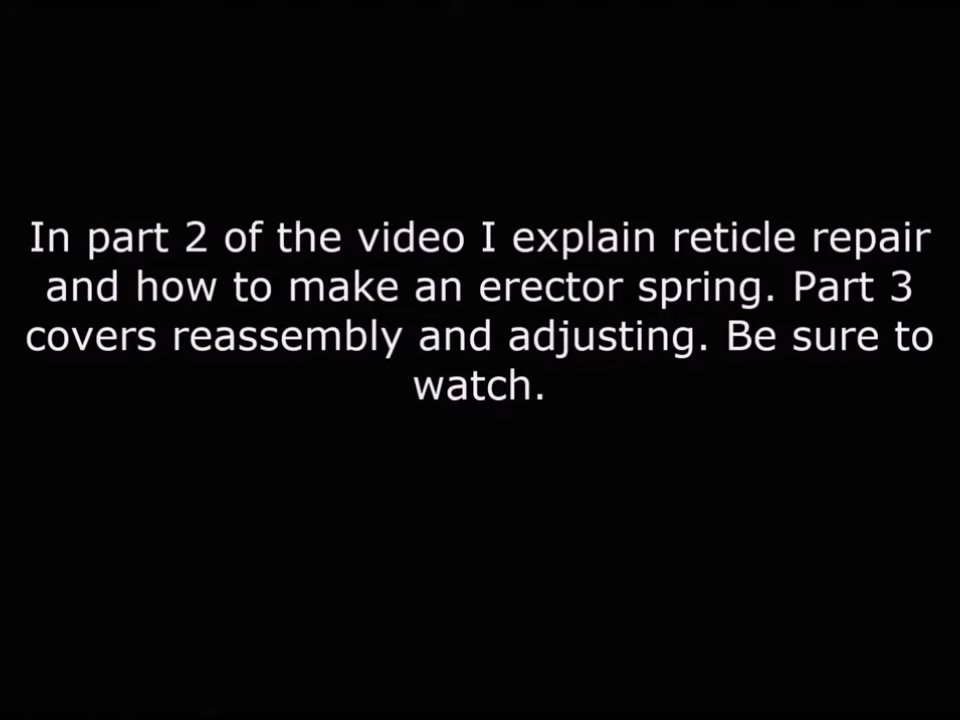 In part 2 of the video I explain reticle repair
and how to make an erector spring. Part 3
covers reassembly and adjusting. Be sure to
watch.